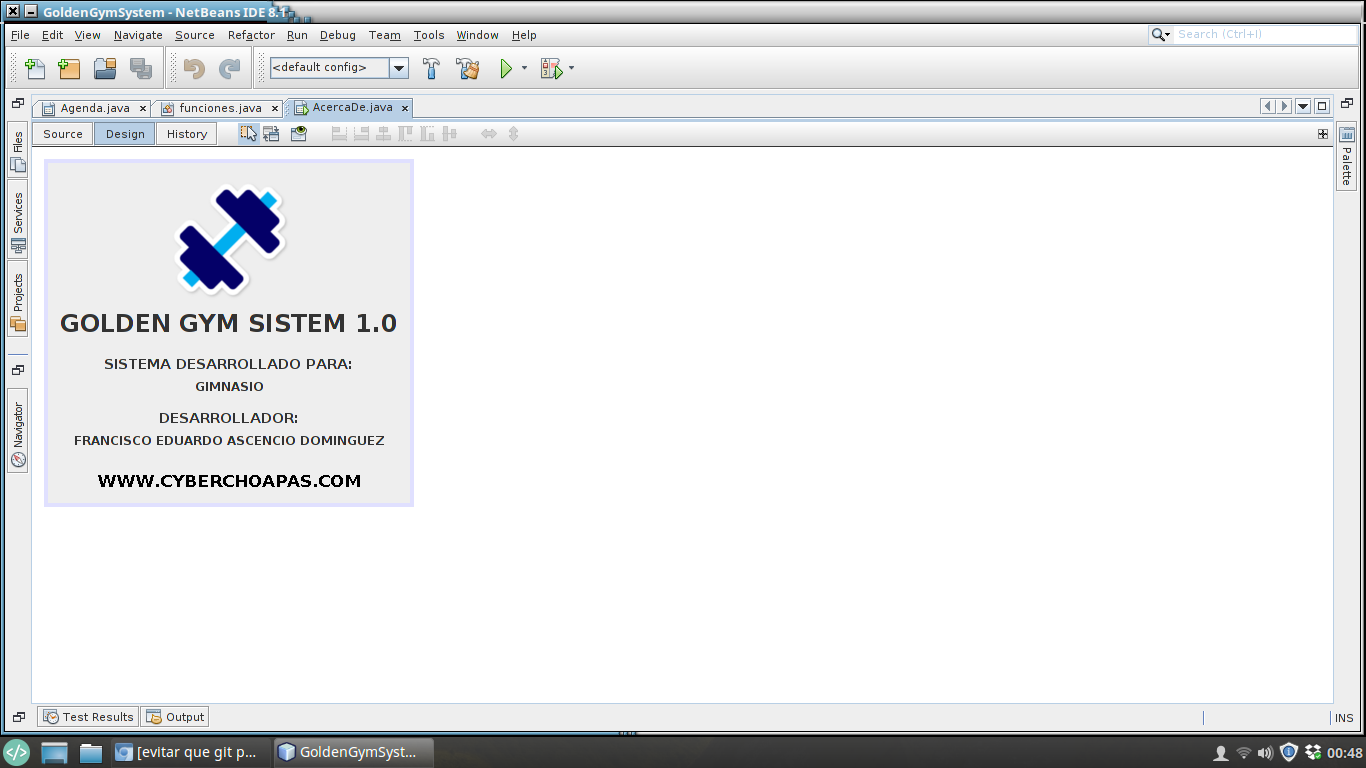 GoldenGymSystem - NetBeans IDE 8.1
File Edit View Navigate Source Refactor Run Debug Team Tools Window Help
Search (Ctrl+I)
<default config>
Agenda.java funciones.java AcercaDe.java
Source Design History
Files
Services
Projects
Navigator
Palette
GOLDEN GYM SISTEM 1.0
SISTEMA DESARROLLADO PARA:
GIMNASIO
DESARROLLADOR:
FRANCISCO EDUARDO ASCENCIO DOMINGUEZ
WWW.CYBERCHOAPAS.COM
Test Results Output
INS
[evitar que git p... GoldenGymSyst... 00:48